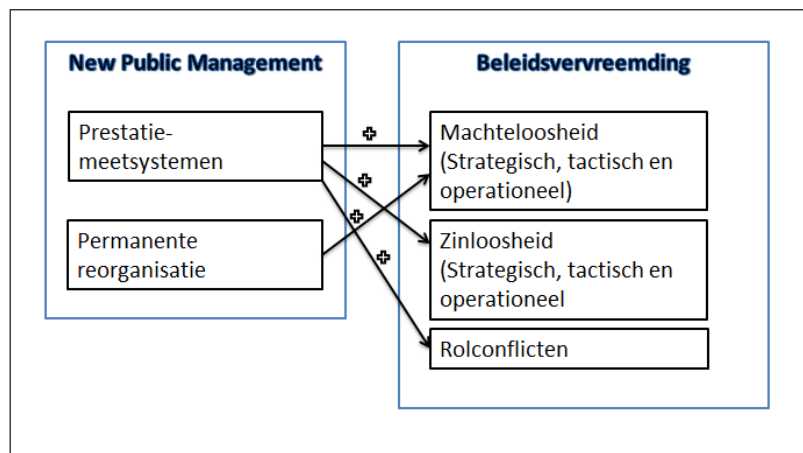 New Public Management
Prestatie-
meetsystemen
Permanente
reorganisatie
Beleidsvervreemding
Machteloosheid
(Strategisch, tactisch en
operationeel)
Zinloosheid
(Strategisch, tactisch en
operationeel
Rolconflicten
+
+
+
+